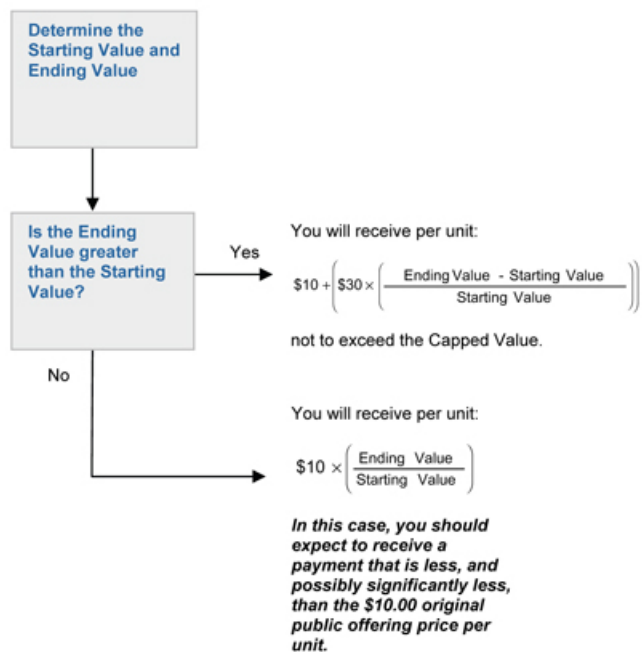 Determine the
Starting Value and
Ending Value
Is the Ending
Value greater
than the Starting
Value?
Yes
You will receive per unit:
$10 + ( $30 × ( Ending Value - Starting Value
Starting Value ) )
not to exceed the Capped Value.
No
You will receive per unit:
$10 × ( Ending Value
Starting Value )
In this case, you should
expect to receive a
payment that is less, and
possibly significantly less,
than the $10.00 original
public offering price per
unit.